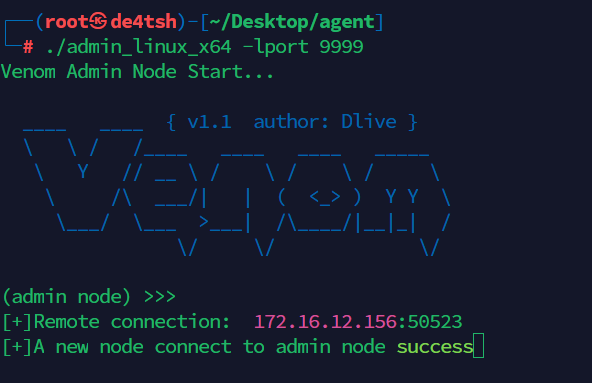 ┌──(root㉿de4tsh)-[~/Desktop/agent]
└─# ./admin_linux_x64 -lport 9999
Venom Admin Node Start...
  ____   ____  { v1.1  author: Dlive }
  \   \ /   /____   ____   ____   _____
   \   Y   // __ \ /    \ /    \ /     \
    \     /\  ___/|   |  (  <_> )  Y Y  \
     \___/  \___  >___|  /\____/|__|_|  /
                \/     \/             \/
(admin node) >>>
[+]Remote connection:  172.16.12.156:50523
[+]A new node connect to admin node success